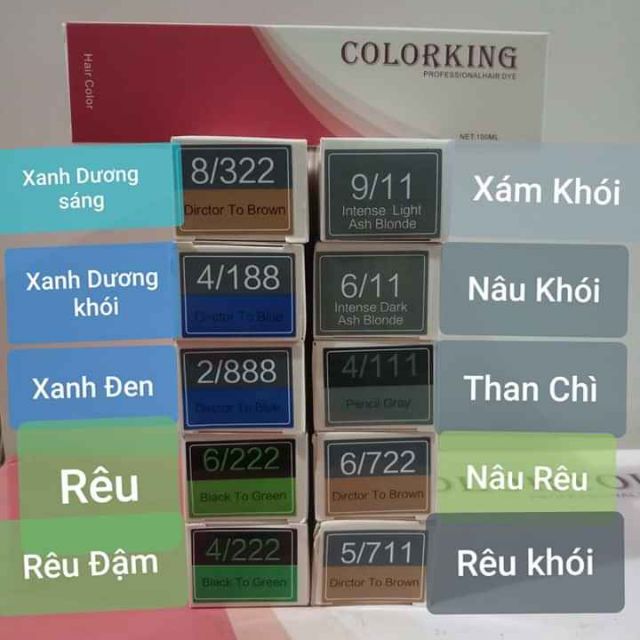 Hair Color
COLORKING
PROFESSIONALHAIR DYE
NET:100ML
Xanh Dương
sáng
8/322
Dirctor To Brown
9/11
Intense Light
Ash Blonde
Xám Khói
Xanh Dương
khói
4/188
Dirctor To Blue
6/11
Intense Dark
Ash Blonde
Nâu Khói
Xanh Đen
2/888
Dirctor To Blue
4/111
Pencil Gray
Than Chì
Rêu
6/222
Black To Green
6/722
Dirctor To Brown
Nâu Rêu
Rêu Đậm
4/222
Black To Green
5/711
Dirctor To Brown
Rêu khói